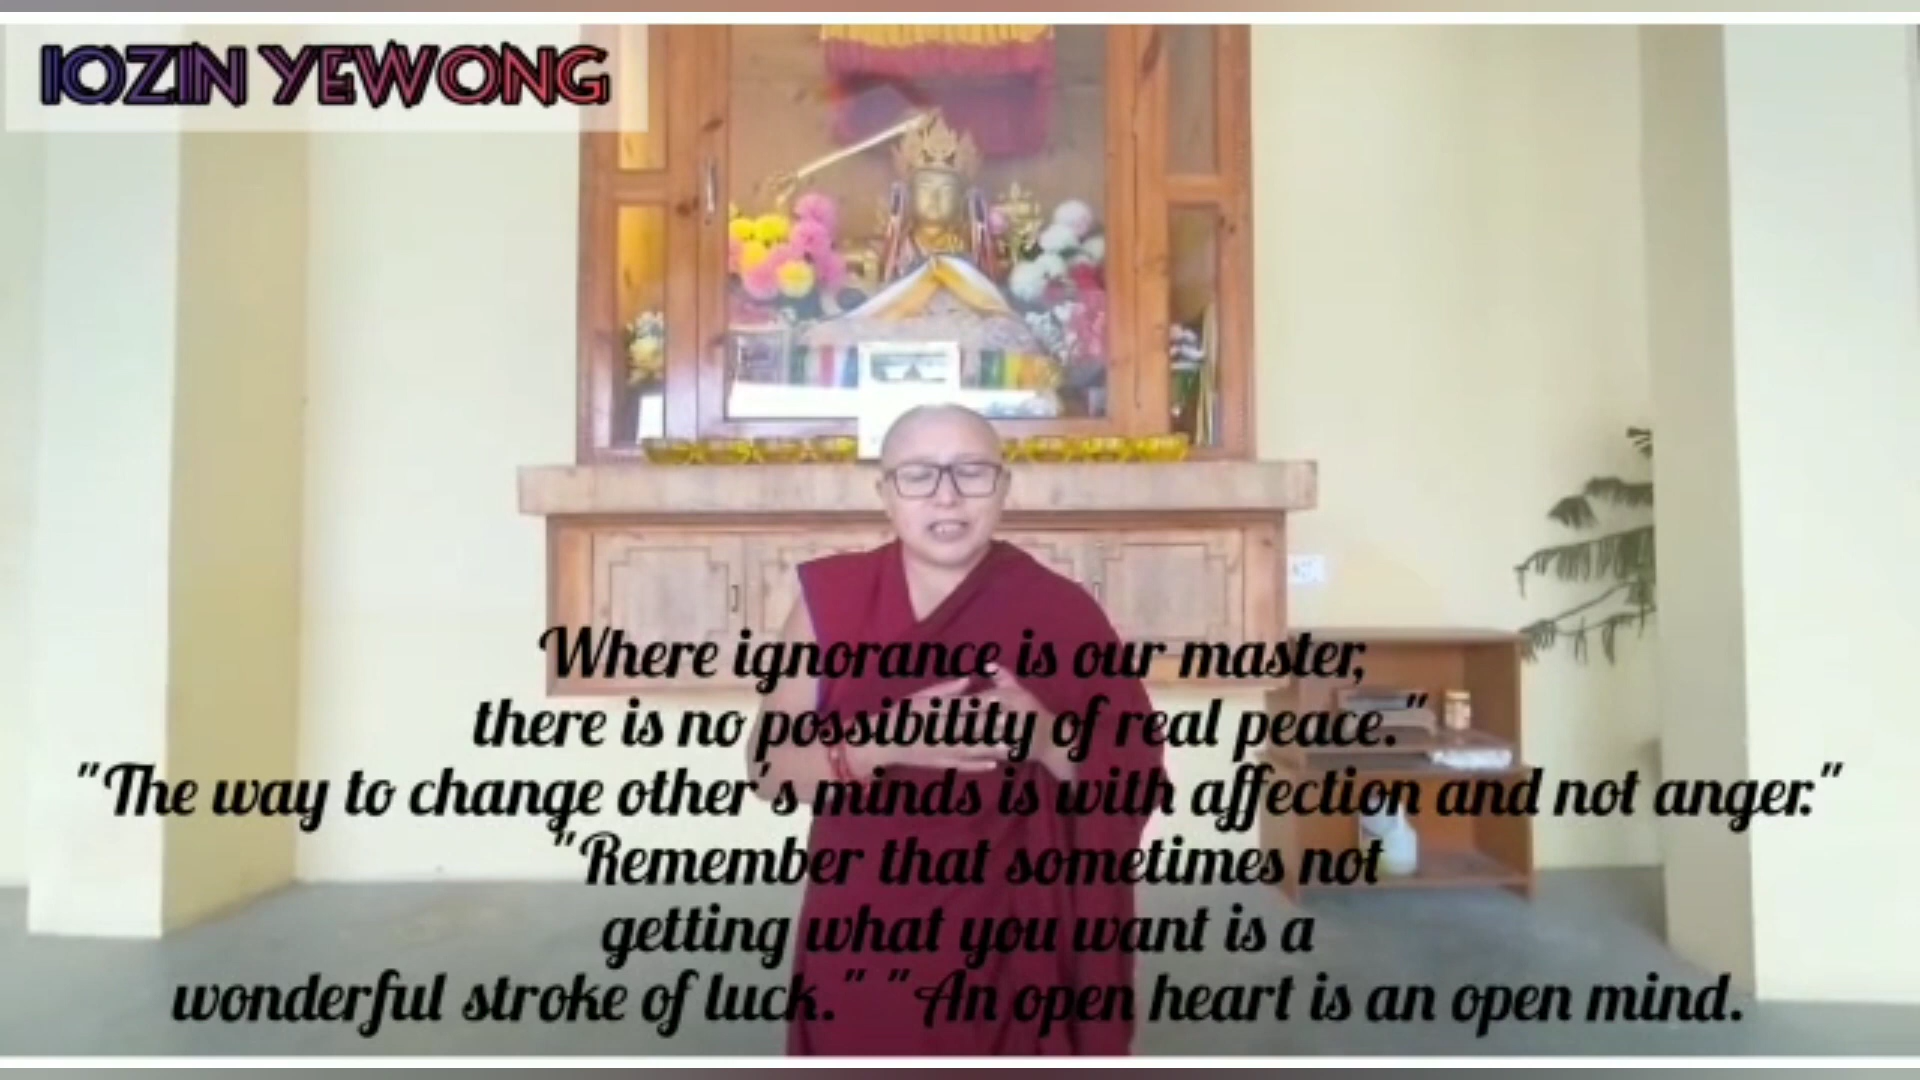 IOZIN YEWONG
Where ignorance is our master,
there is no possibility of real peace."
"The way to change other's minds is with affection and not anger."
"Remember that sometimes not
getting what you want is a
wonderful stroke of luck." "An open heart is an open mind.